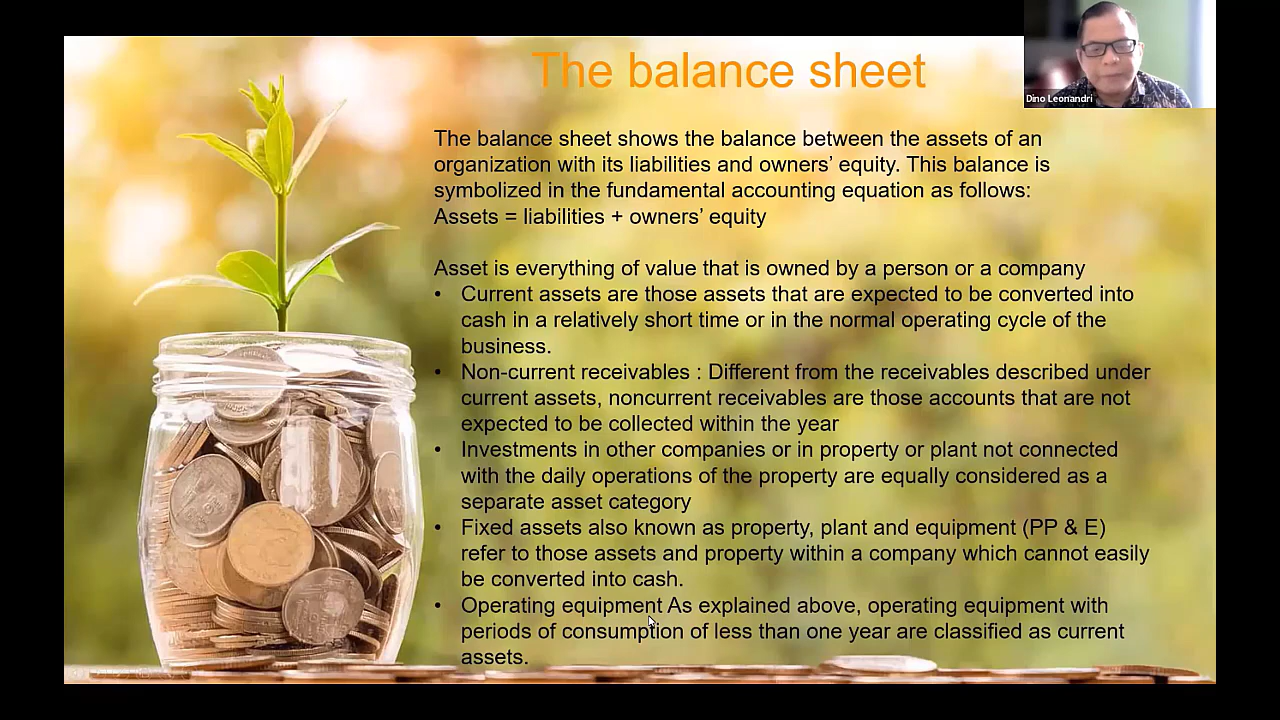 The balance sheet
Dino Leonandri
The balance sheet shows the balance between the assets of an
organization with its liabilities and owners’ equity. This balance is
symbolized in the fundamental accounting equation as follows:
Assets = liabilities + owners’ equity
Asset is everything of value that is owned by a person or a company
• Current assets are those assets that are expected to be converted into
cash in a relatively short time or in the normal operating cycle of the
business.
• Non-current receivables : Different from the receivables described under
current assets, noncurrent receivables are those accounts that are not
expected to be collected within the year
• Investments in other companies or in property or plant not connected
with the daily operations of the property are equally considered as a
separate asset category
• Fixed assets also known as property, plant and equipment (PP & E)
refer to those assets and property within a company which cannot easily
be converted into cash.
• Operating equipment As explained above, operating equipment with
periods of consumption of less than one year are classified as current
assets.